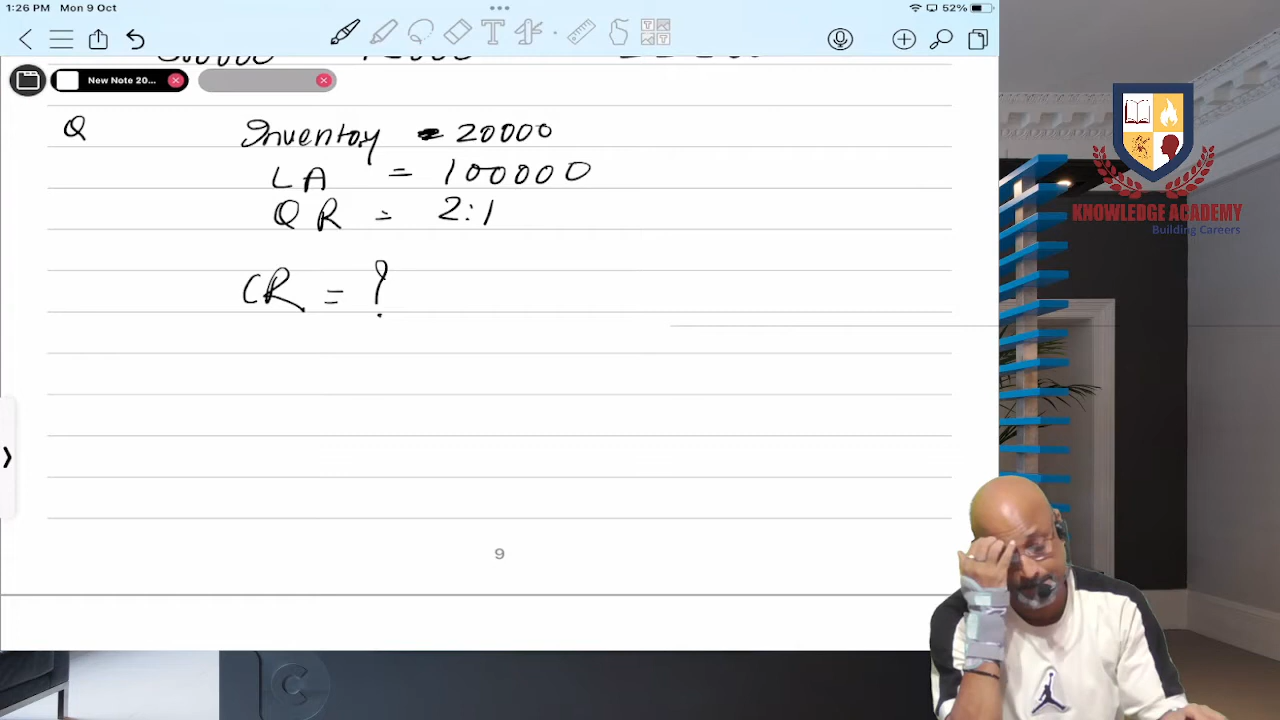 1:26 PM Mon 9 Oct
52%
New Note 20...
Q
Inventory = 20000
LA = 100000
QR = 2:1
CR = ?
9
KNOWLEDGE ACADEMY
Building Careers